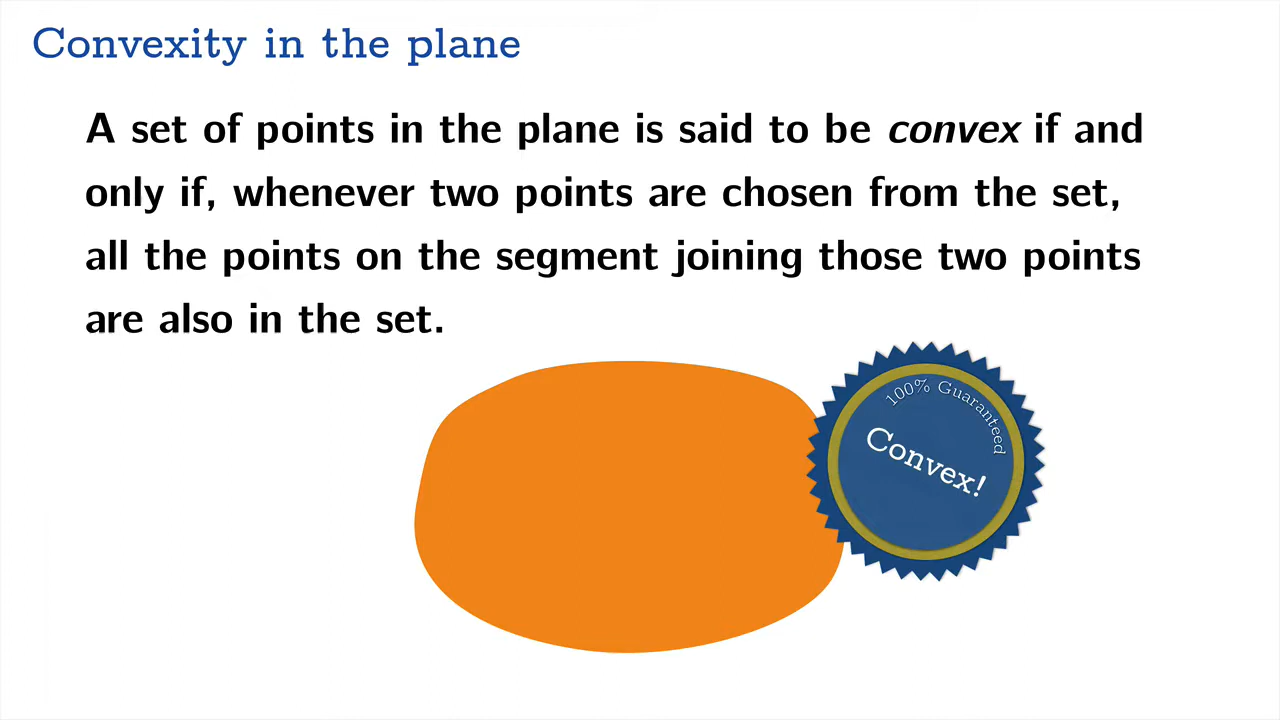 Convexity in the plane
A set of points in the plane is said to be convex if and
only if, whenever two points are chosen from the set,
all the points on the segment joining those two points
are also in the set.
100% Guaranteed
Convex!